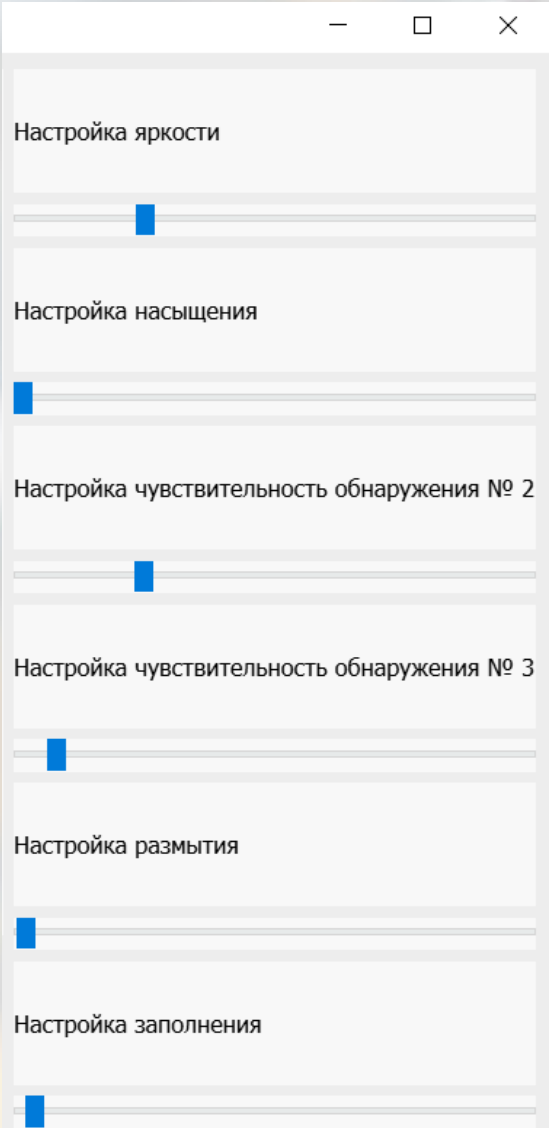 Настройка яркости
Настройка насыщения
Настройка чувствительность обнаружения № 2
Настройка чувствительность обнаружения № 3
Настройка размытия
Настройка заполнения